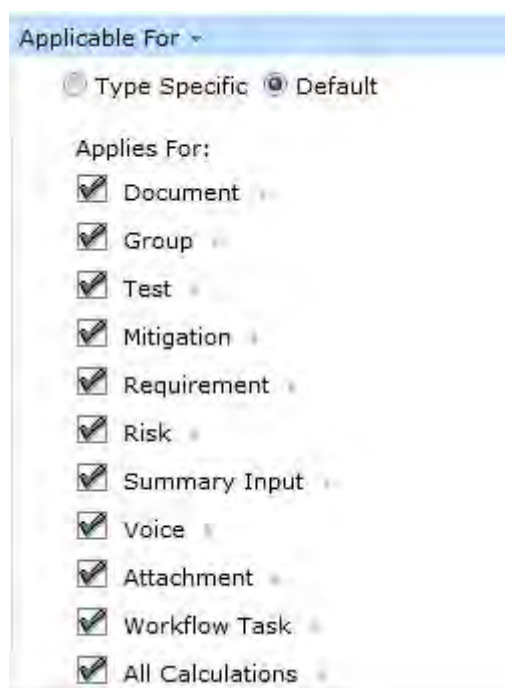 Applicable For
Type Specific Default
Applies For:
Document
Group
Test
Mitigation
Requirement
Risk
Summary Input
Voice
Attachment
Workflow Task
All Calculations